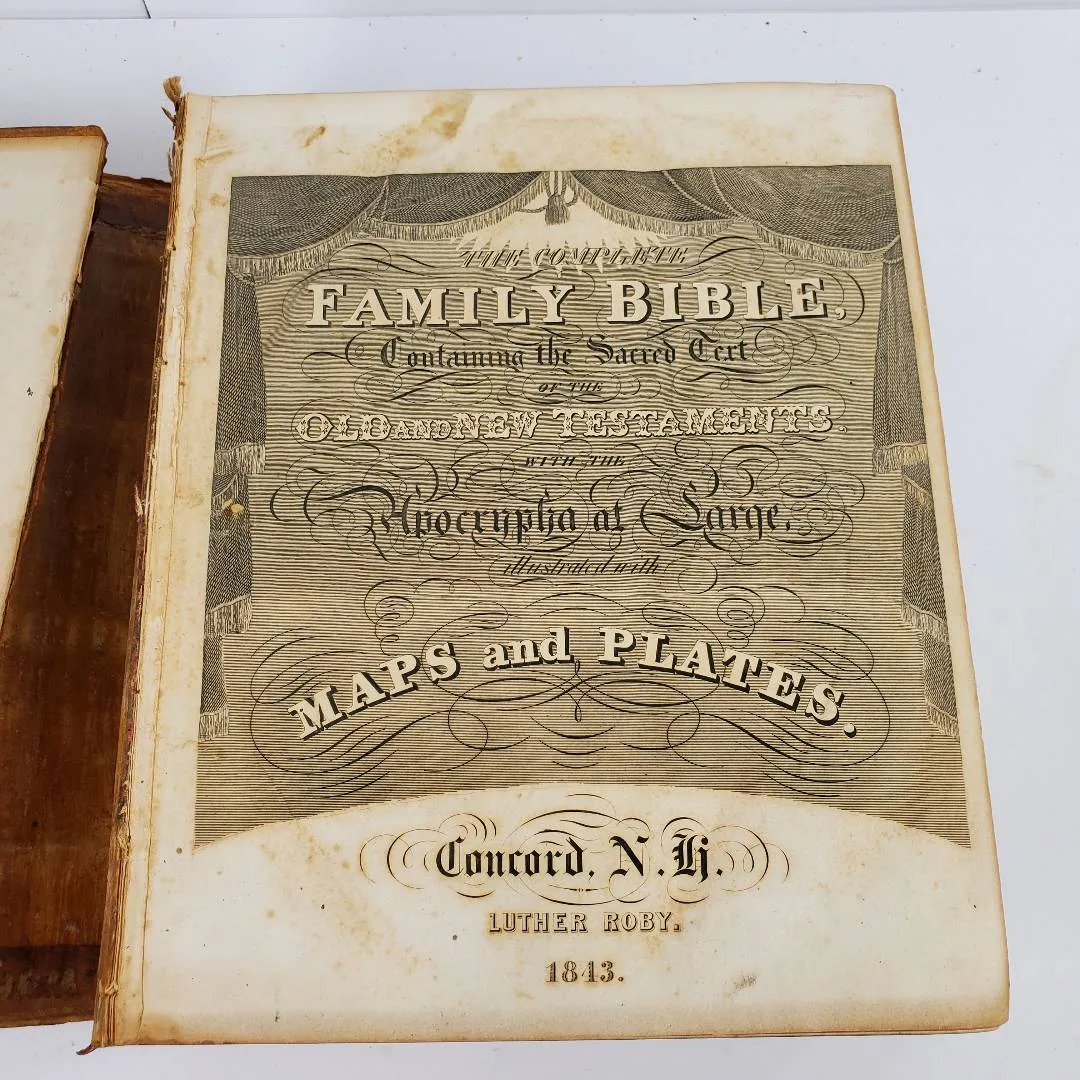 THE COMPLETE
FAMILY BIBLE,
Containing the Sacred Text
OF THE
OLD AND NEW TESTAMENTS.
WITH THE
Apocrypha at Large,
illustrated with
MAPS and PLATES.
Concord, N.H.
LUTHER ROBY.
1843.